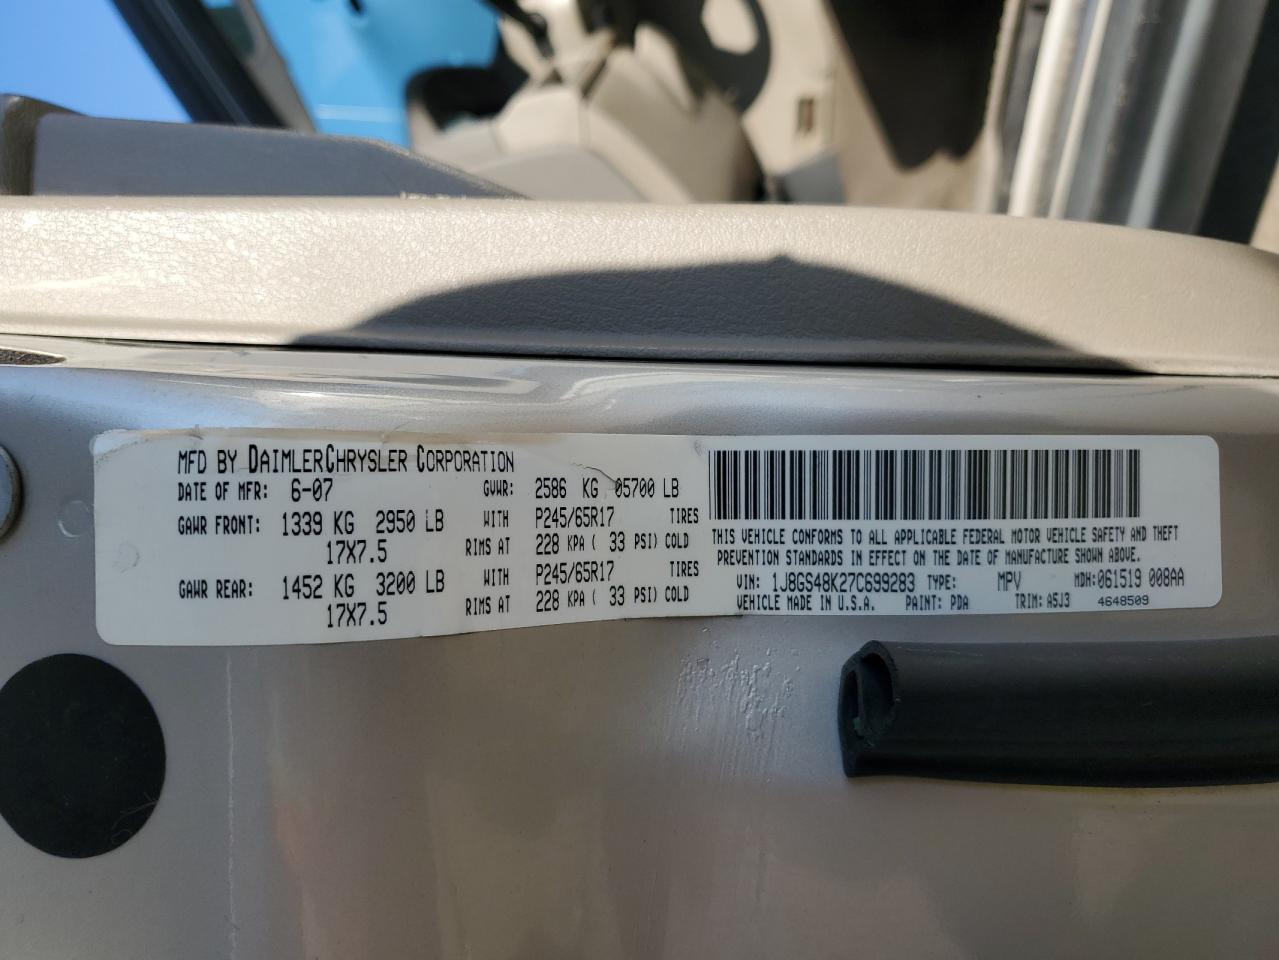 MFD BY DAIMLERCHRYSLER CORPORATION
DATE OF MFR: 6-07 GVWR: 2586 KG 05700 LB
GAWR FRONT: 1339 KG 2950 LB WITH P245/65R17 TIRES
17X7.5 RIMS AT 228 KPA ( 33 PSI) COLD
GAWR REAR: 1452 KG 3200 LB WITH P245/65R17 TIRES
17X7.5 RIMS AT 228 KPA ( 33 PSI) COLD
THIS VEHICLE CONFORMS TO ALL APPLICABLE FEDERAL MOTOR VEHICLE SAFETY AND THEFT
PREVENTION STANDARDS IN EFFECT ON THE DATE OF MANUFACTURE SHOWN ABOVE.
VIN: 1J8GS48K27C699283 TYPE: MPV MDH: 061519 008AA
VEHICLE MADE IN U.S.A. PAINT: PDA TRIM: A5J3 4648509